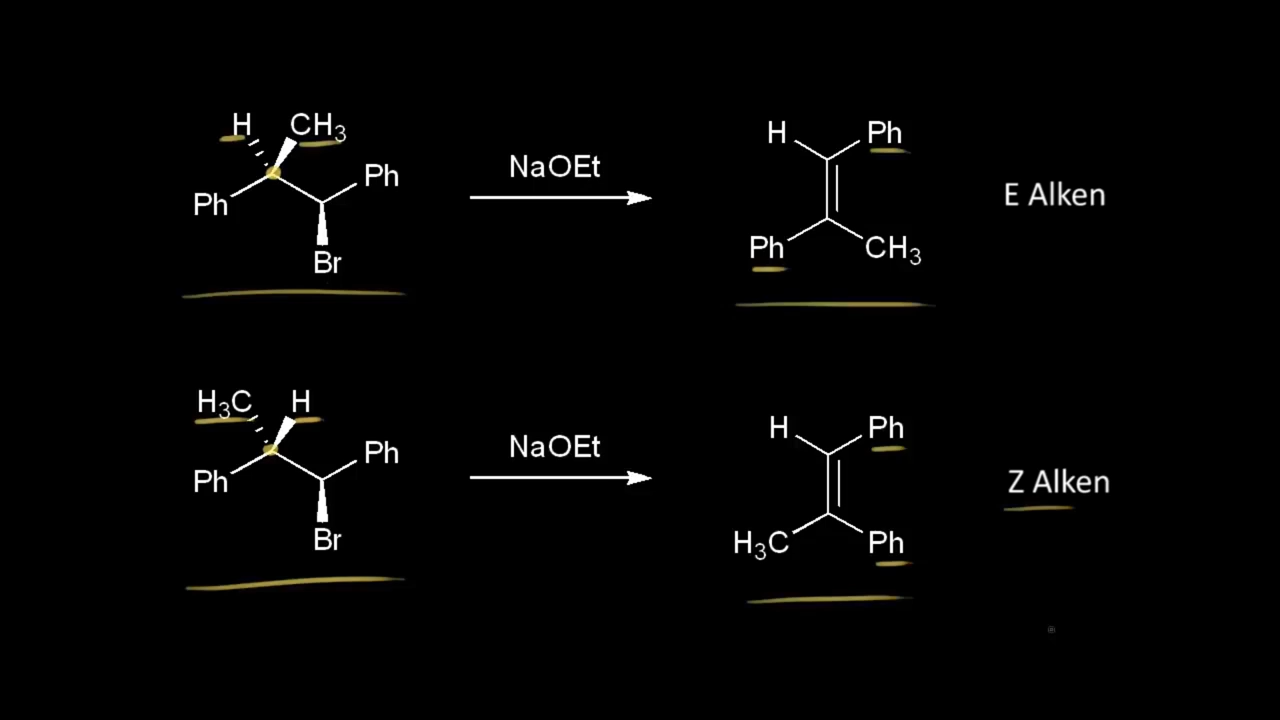 H CH₃
NaOEt
H Ph
Ph Ph
E Alken
Br
Ph CH₃
H₃C H
NaOEt
H Ph
Ph Ph
Z Alken
Br
H₃C Ph